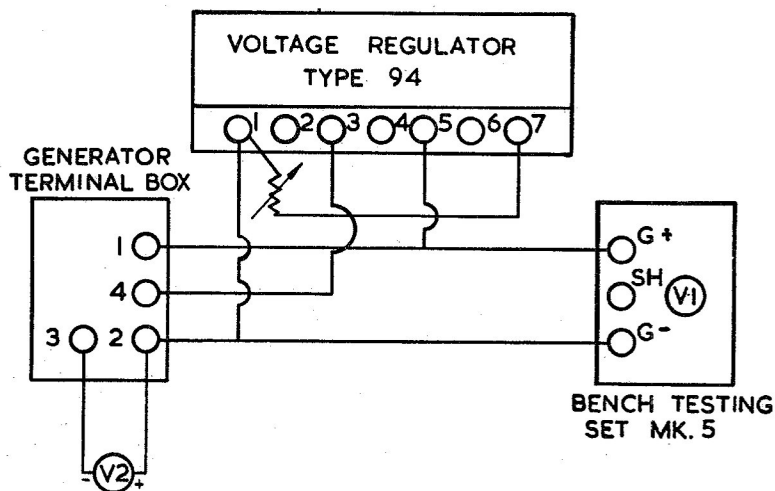 VOLTAGE REGULATOR
TYPE 94
1 2 3 4 5 6 7
GENERATOR
TERMINAL BOX
1
4
3 2
- V2 +
G+
SH V1
G-
BENCH TESTING
SET MK. 5